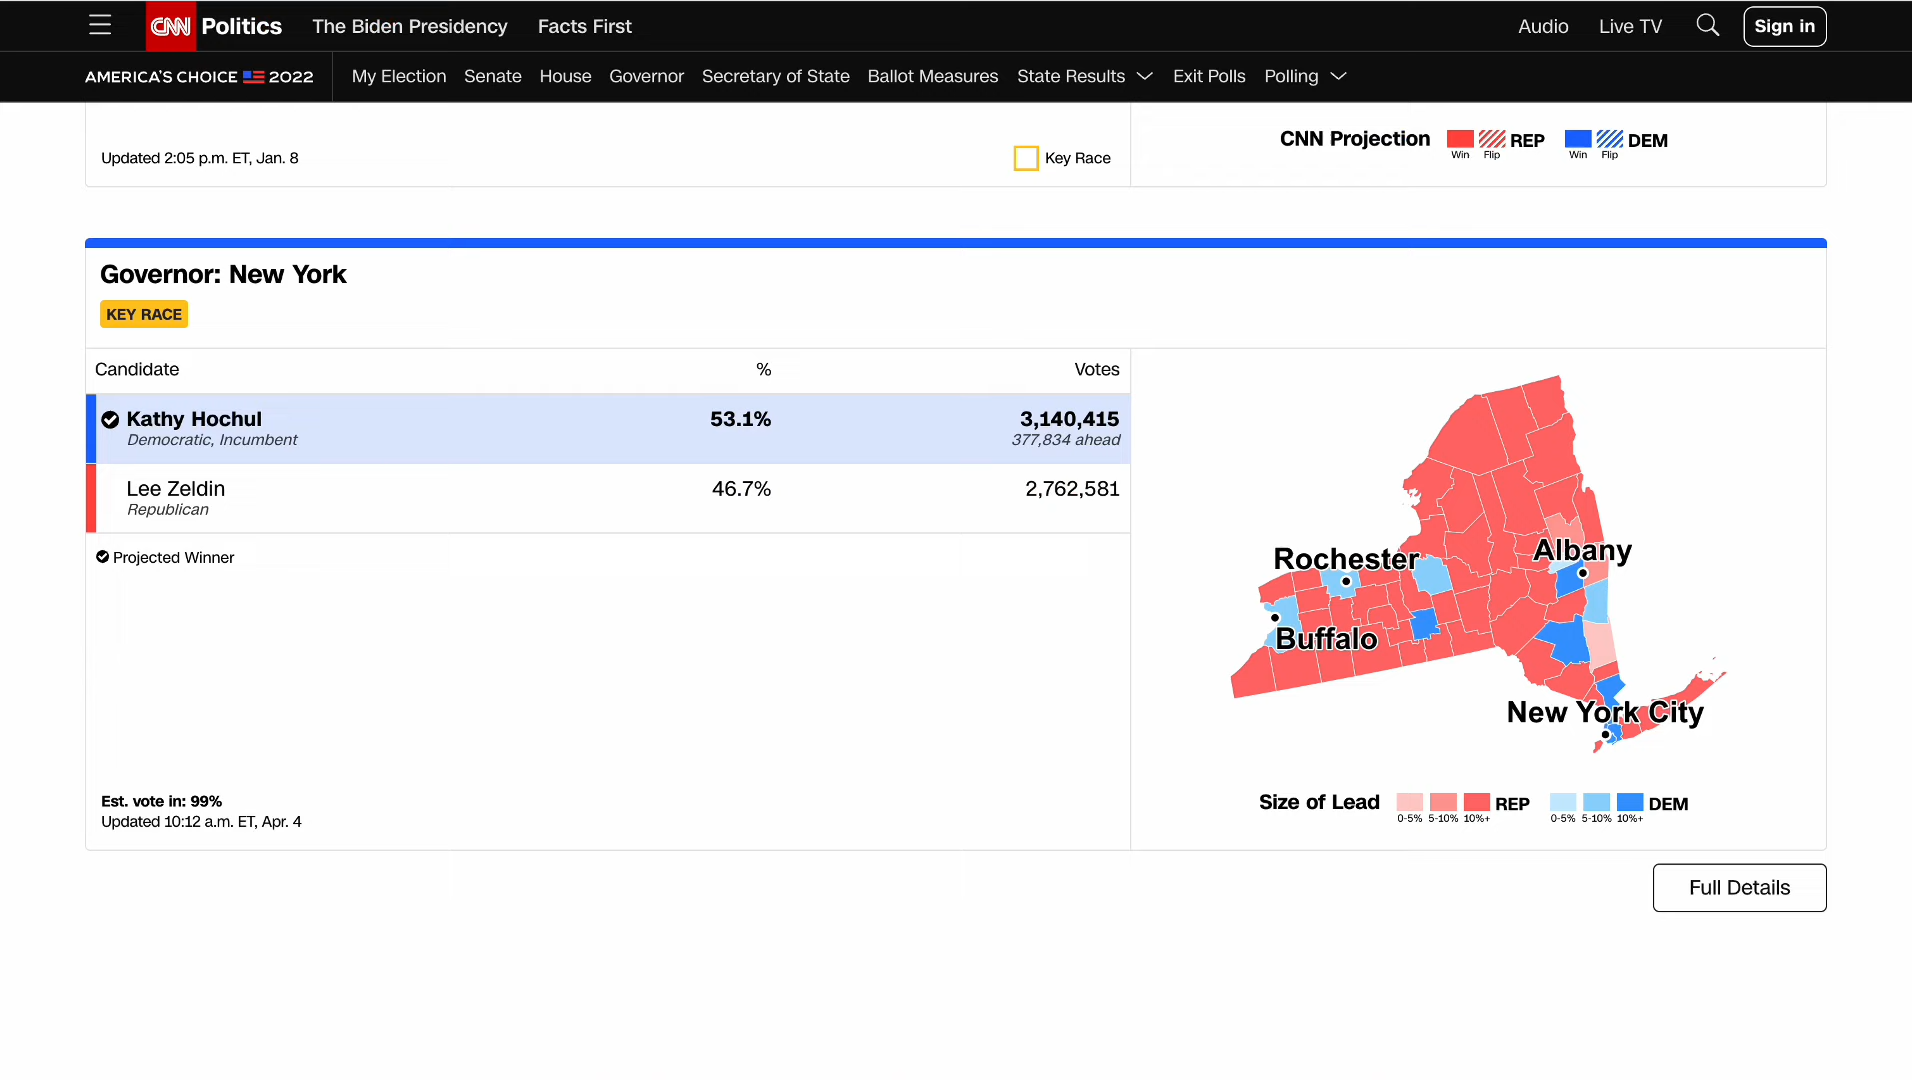 CNN Politics The Biden Presidency Facts First Audio Live TV Sign in
AMERICA'S CHOICE 2022 My Election Senate House Governor Secretary of State Ballot Measures State Results Exit Polls Polling
Updated 2:05 p.m. ET, Jan. 8
Key Race
CNN Projection REP DEM
Win Flip Win Flip
Governor: New York
KEY RACE
Candidate % Votes
Kathy Hochul 53.1% 3,140,415
Democratic, Incumbent 377,834 ahead
Lee Zeldin 46.7% 2,762,581
Republican
Projected Winner
Est. vote in: 99%
Updated 10:12 a.m. ET, Apr. 4
Albany
Rochester
Buffalo
New York City
Size of Lead REP DEM
0-5% 5-10% 10%+ 0-5% 5-10% 10%+
Full Details